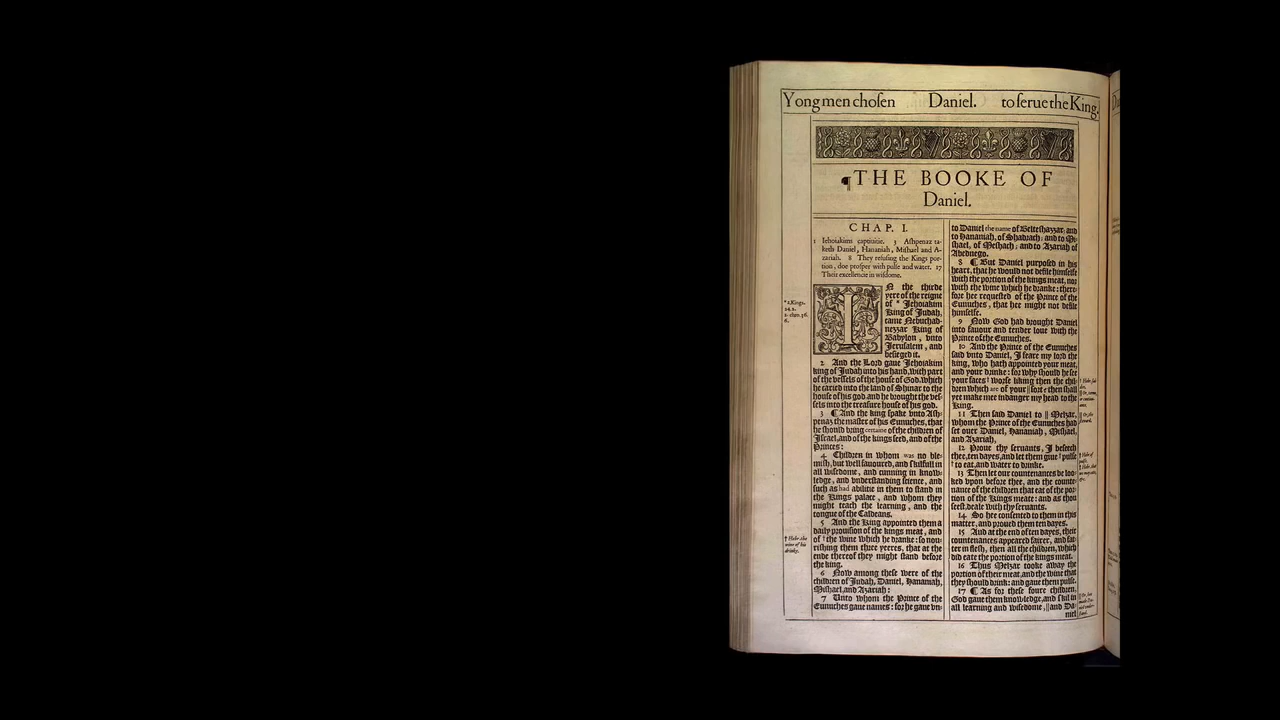 Yong men chosen Daniel. to serue the King.
¶THE BOOKE OF
Daniel.
CHAP. I.
1 Iehoiakims captiuitie. 3 Ashpenaz ta-
keth Daniel, Hananiah, Mishael and A-
zariah. 8 They refusing the Kings por-
tion, doe prosper with pulse and water. 17
Their excellencie in wisdome.
IN the thirde
yere of the reigne
of * Jehoiakim
King of Judah,
came Nebuchad-
nezzar King of
Babylon, vnto
Jerusalem, and
besieged it.
2 And the Lord gaue Jehoiakim
king of Judah into his hand, with part
of the vessels of the house of God, which
he caried into the land of Shinar to the
house of his god, and he brought the ves-
sels into the treasure house of his god.
3 ¶ And the king spake vnto Ash-
penaz the master of his Eunuches, that
he should bring certaine of the children of
Israel, and of the kings seed, and of the
Princes:
4 Children in whom was no ble-
mish, but well fauoured, and skilfull in
all wisedome, and cunning in know-
ledge, and vnderstanding science, and
such as had abilitie in them to stand in
the Kings palace, and whom they
might teach the learning, and the
tongue of the Caldeans.
5 And the King appointed them a
daily prouision of the kings meat, and
of † the wine which he dranke: so nou-
rishing them three yeeres, that at the
ende thereof they might stand before
the king.
6 Now among these were of the
children of Judah, Daniel, Hananiah,
Mishael, and Azariah:
7 Unto whom the Prince of the
Eunuches gaue names: for he gaue vn-
*2.Kings.
24.1.
2.chro.36.
6.
† Hebr. the
wine of his
drinke.
to Daniel the name of Belteshazzar; and
to Hananiah, of Shadrach; and to Mi-
shael, of Meshach; and to Azariah of
Abednego.
8 ¶ But Daniel purposed in his
heart, that he would not defile himselfe
with the portion of the kings meat, nor
with the wine which he dranke: there-
fore hee requested of the Prince of the
Eunuches, that hee might not defile
himselfe.
9 Now God had brought Daniel
into fauour and tender loue with the
Prince of the Eunuches.
10 And the Prince of the Eunuches
said vnto Daniel, I feare my lord the
king, who hath appointed your meat,
and your drinke: for why should he see
your faces † worse liking then the chil-
dren which are of your || sort? then shall
yee make mee indanger my head to the
King.
11 Then said Daniel to || Melzar,
whom the Prince of the Eunuches had
set ouer Daniel, Hananiah, Mishael,
and Azariah,
12 Proue thy seruants, I beseech
thee, ten dayes, and let them giue † pulse
† to eat, and water to drinke.
13 Then let our countenances be loo-
ked vpon before thee, and the counte-
nance of the children that eat of the por-
tion of the Kings meate: and as thou
seest, deale with thy seruants.
14 So hee consented to them in this
matter, and proued them ten dayes.
15 And at the end of ten dayes, their
countenances appeared fairer, and fat-
ter in flesh, then all the children, which
did eate the portion of the kings meat.
16 Thus Melzar tooke away the
portion of their meat, and the wine that
they should drink: and gaue them pulse.
17 ¶ As for these foure children,
God gaue them knowledge, and skill in
all learning and wisedome, || and Da-
niel